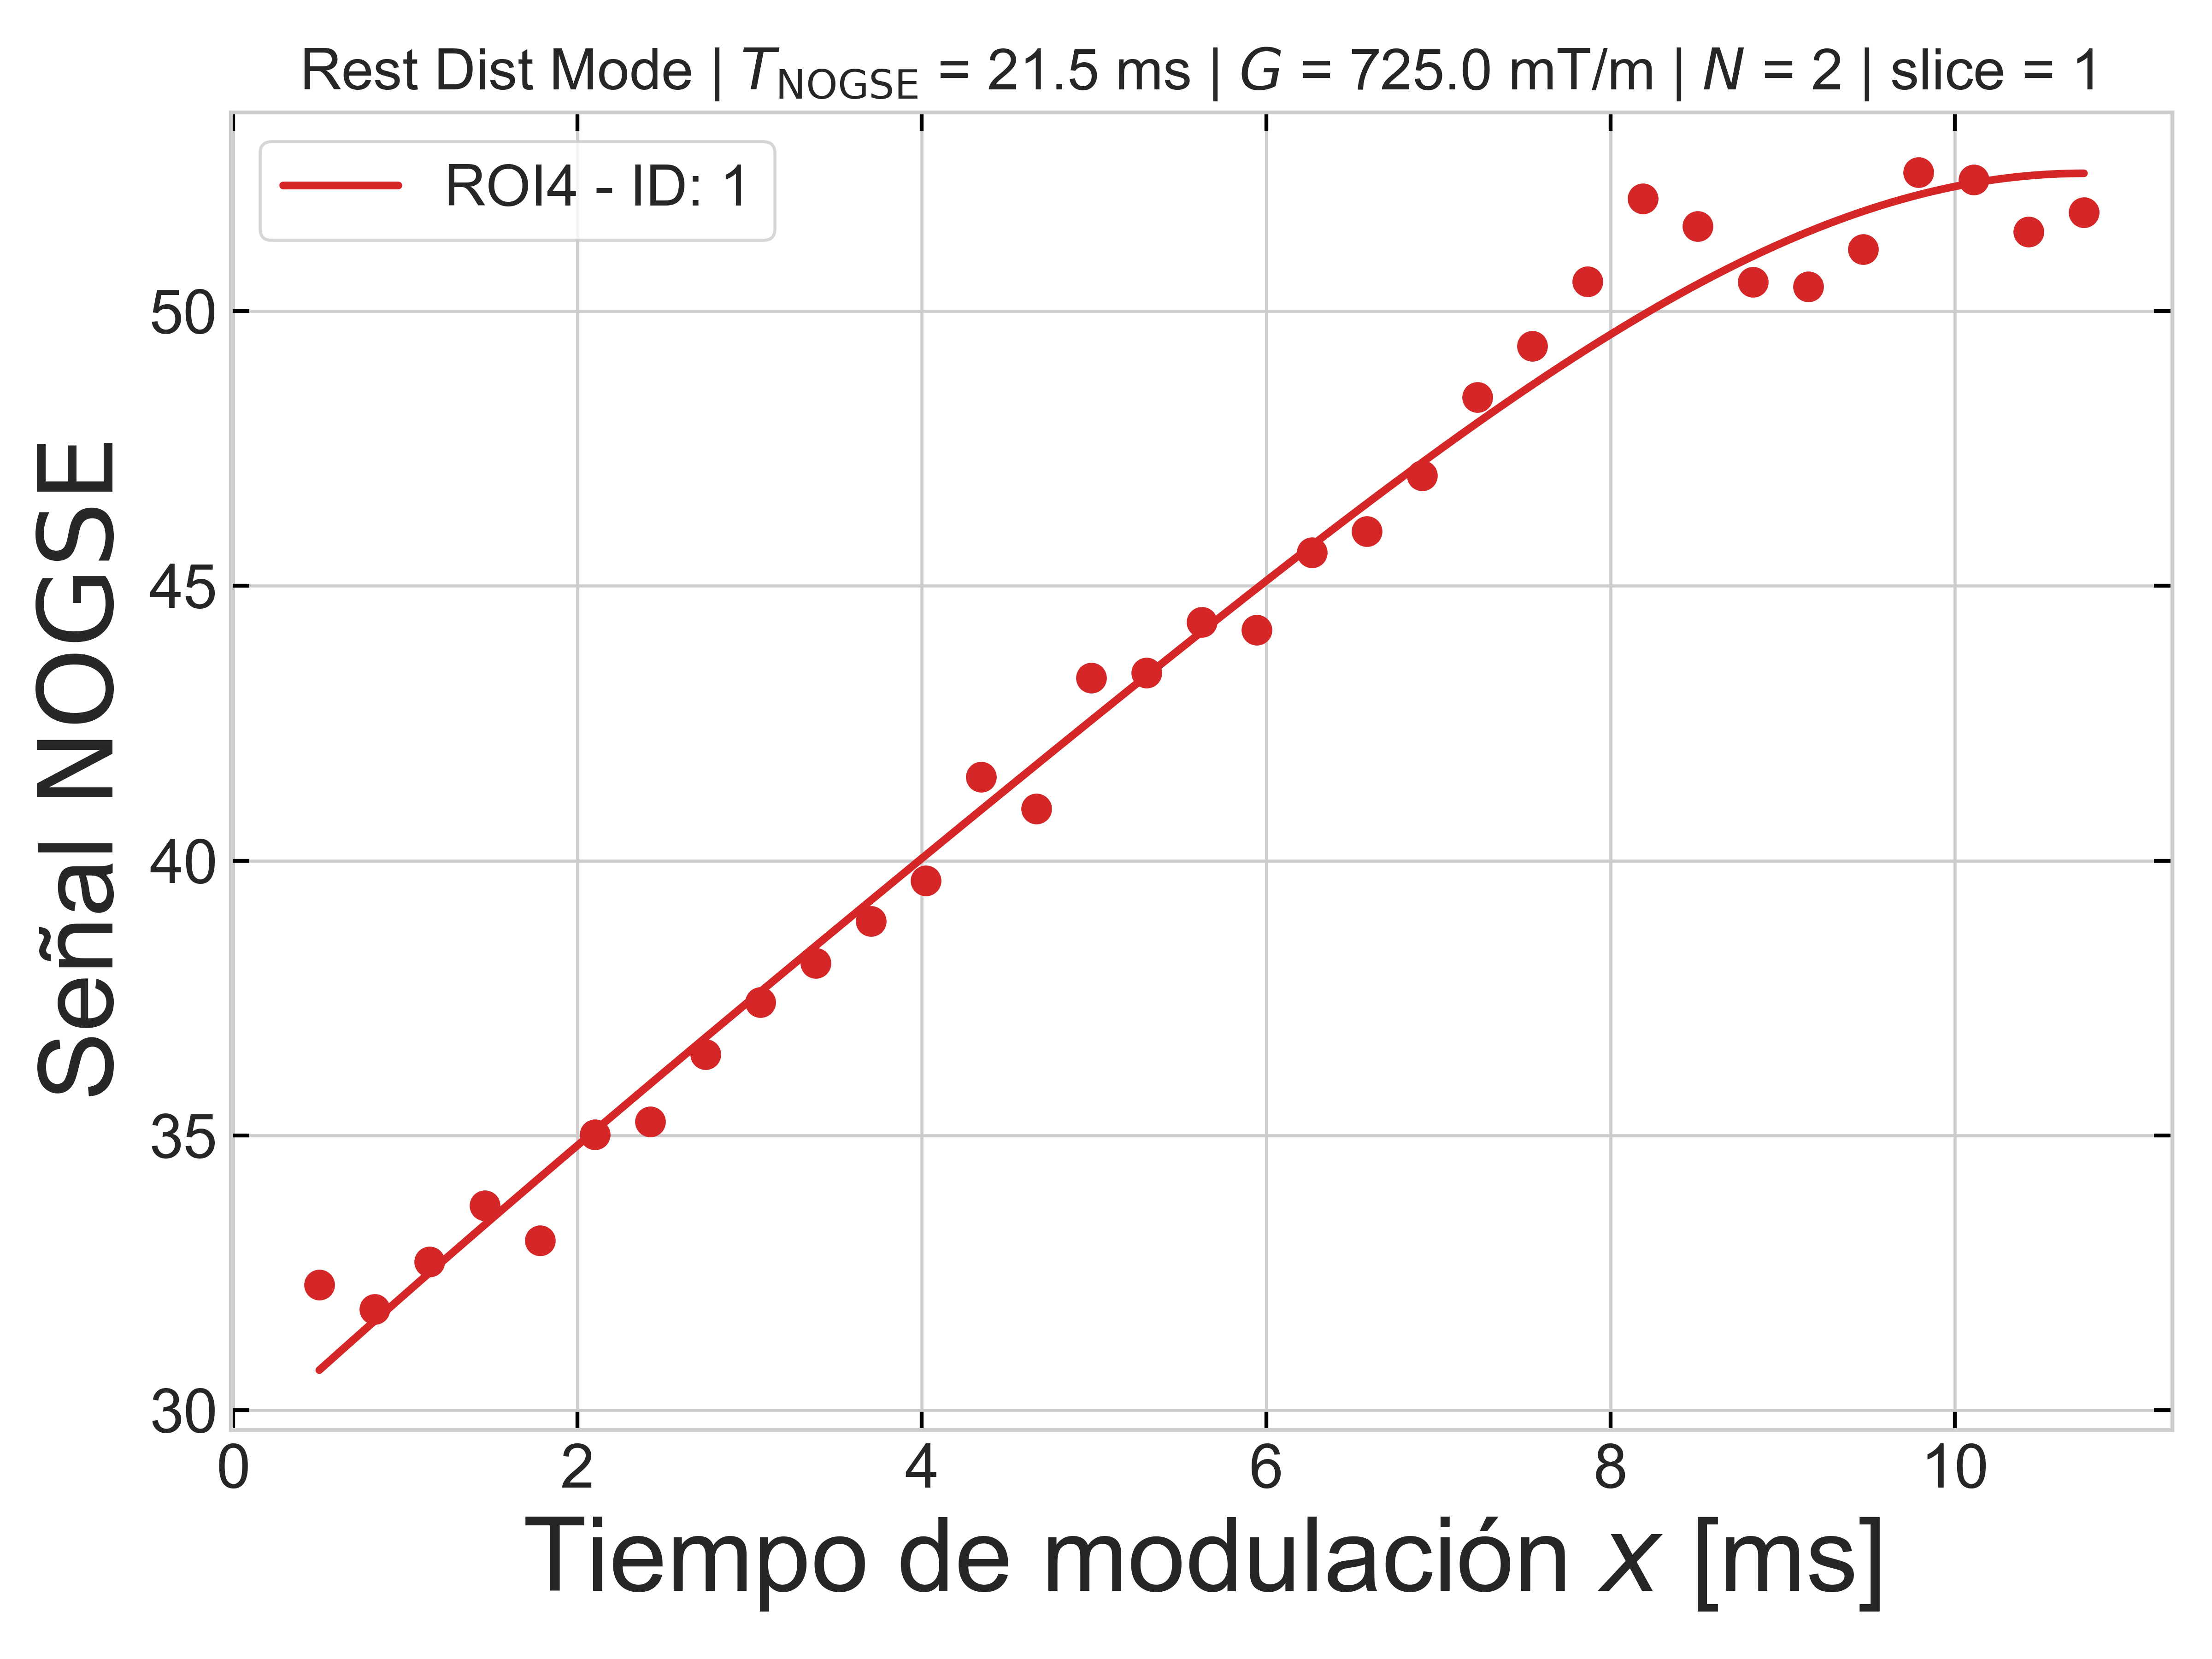 Rest Dist Mode | T_NOGSE = 21.5 ms | G = 725.0 mT/m | N = 2 | slice = 1
ROI4 - ID: 1
Señal NOGSE
50
45
40
35
30
0 2 4 6 8 10
Tiempo de modulación x [ms]